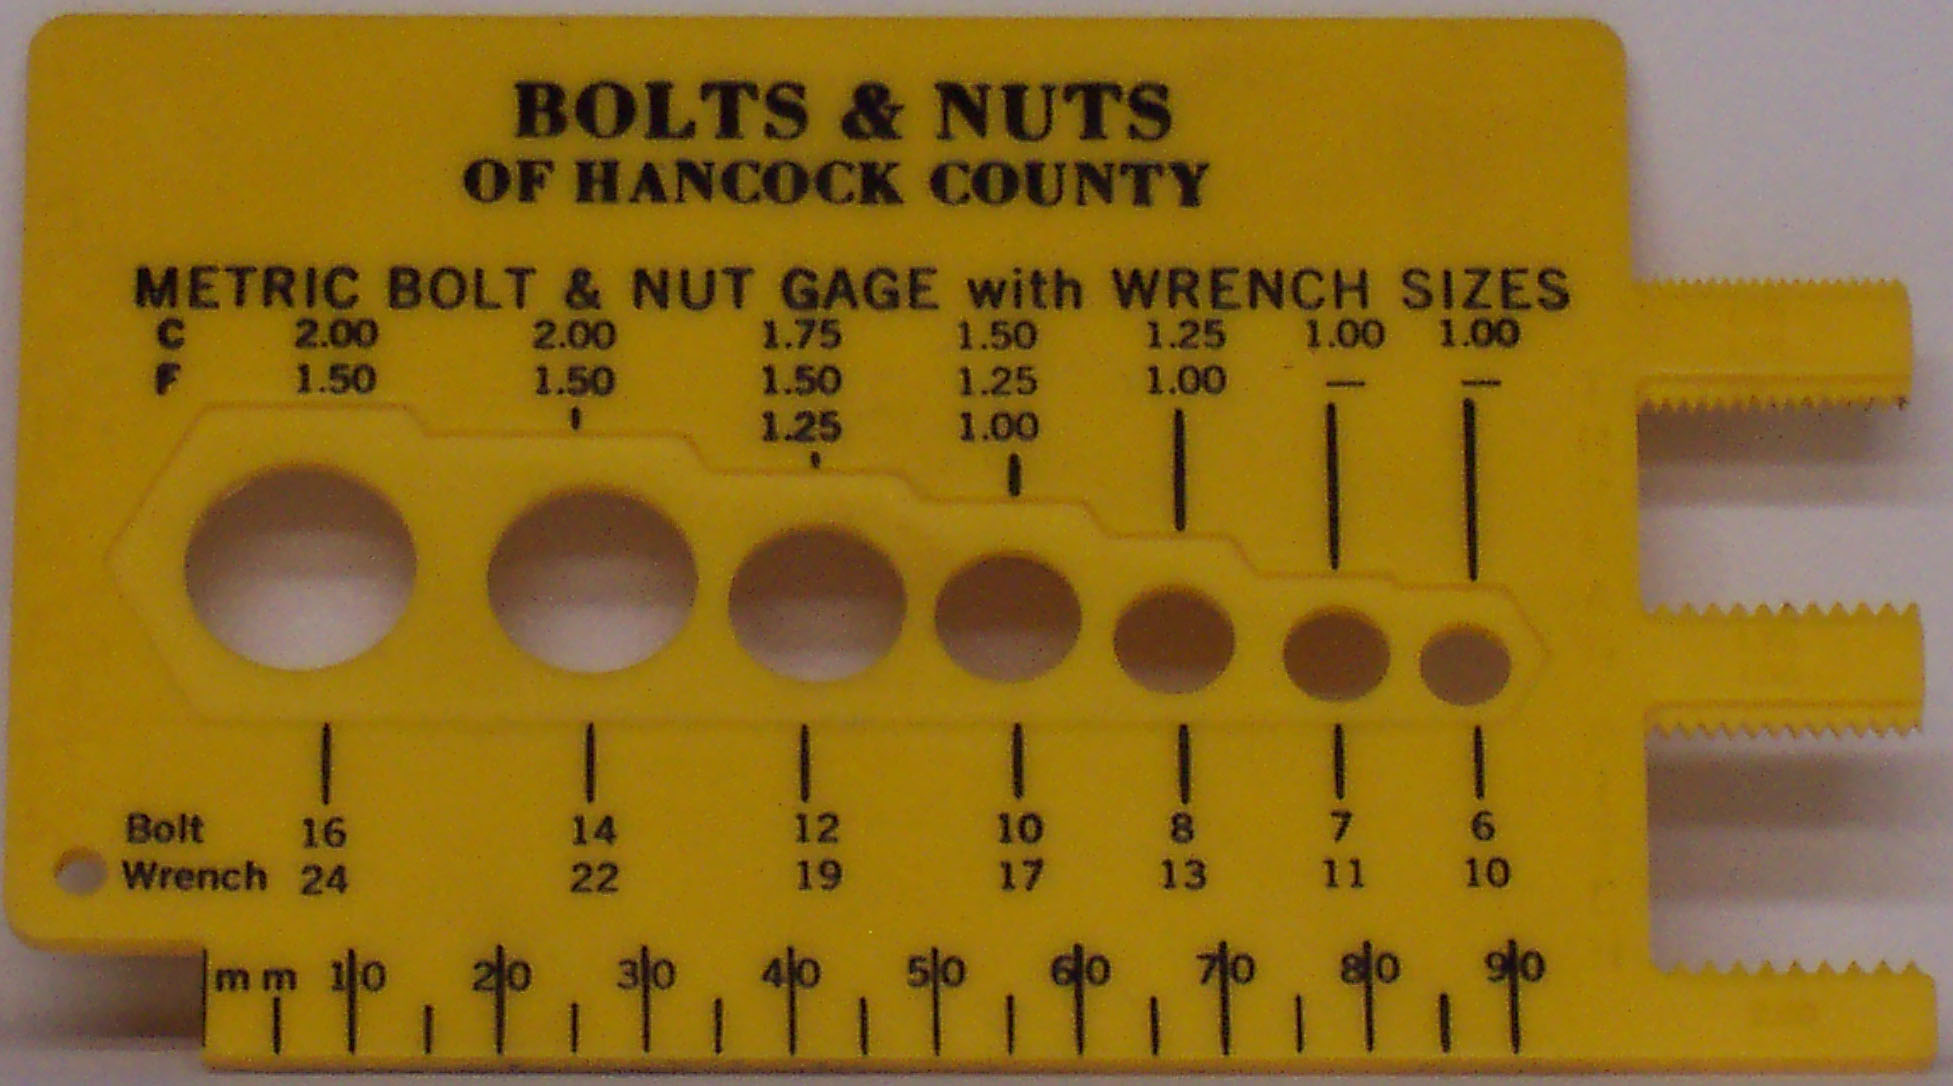 BOLTS & NUTS
OF HANCOCK COUNTY
METRIC BOLT & NUT GAGE with WRENCH SIZES
C 2.00 2.00 1.75 1.50 1.25 1.00 1.00
F 1.50 1.50 1.50 1.25 1.00 — —
1.25 1.00
Bolt 16 14 12 10 8 7 6
Wrench 24 22 19 17 13 11 10
mm 10 20 30 40 50 60 70 80 90